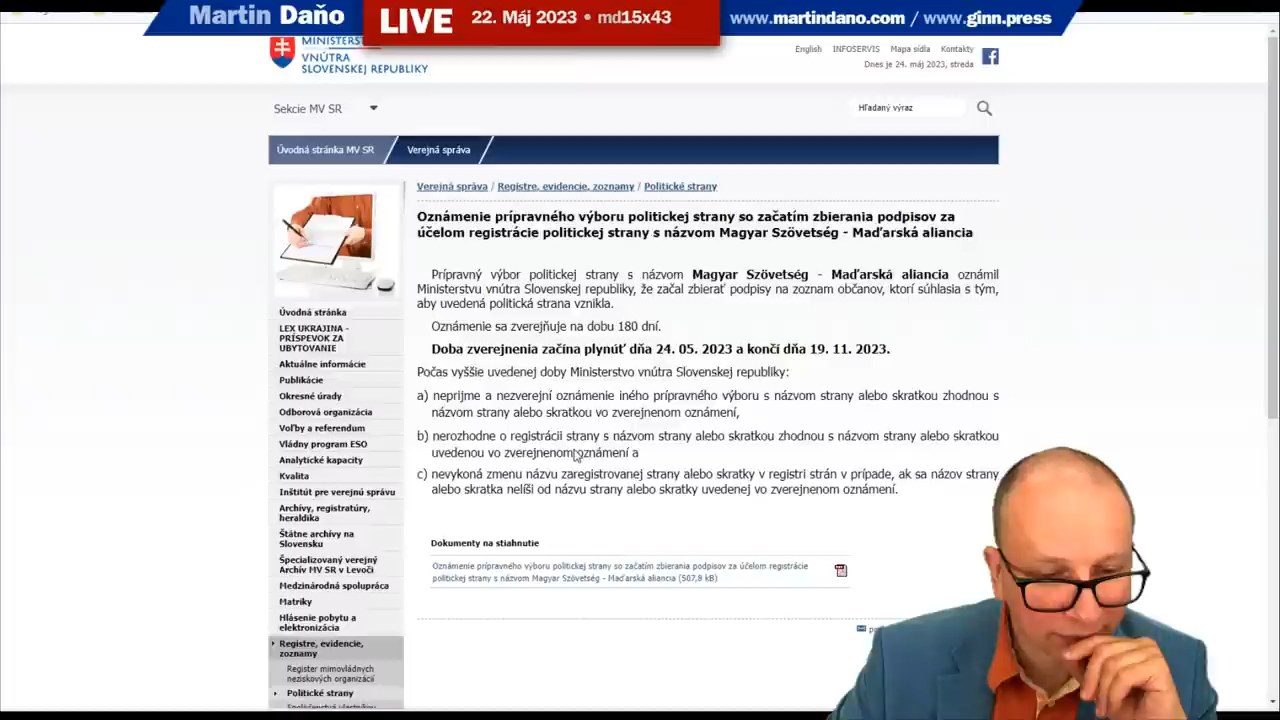 Martin Daňo
LIVE
22. Máj 2023 • md15x43
www.martindano.com / www.ginn.press
MINISTERST
VNÚTRA
SLOVENSKEJ REPUBLIKY
English INFOSERVIS Mapa sídla Kontakty
Dnes je 24. máj 2023, streda
Sekcie MV SR
Hľadaný výraz
Úvodná stránka MV SR
Verejná správa
Verejná správa / Registre, evidencie, zoznamy / Politické strany
Oznámenie prípravného výboru politickej strany so začatím zbierania podpisov za
účelom registrácie politickej strany s názvom Magyar Szövetség - Maďarská aliancia
Prípravný výbor politickej strany s názvom Magyar Szövetség - Maďarská aliancia oznámil
Ministerstvu vnútra Slovenskej republiky, že začal zbierať podpisy na zoznam občanov, ktorí súhlasia s tým,
aby uvedená politická strana vznikla.
Oznámenie sa zverejňuje na dobu 180 dní.
Doba zverejnenia začína plynúť dňa 24. 05. 2023 a končí dňa 19. 11. 2023.
Počas vyššie uvedenej doby Ministerstvo vnútra Slovenskej republiky:
a) neprijme a nezverejní oznámenie iného prípravného výboru s názvom strany alebo skratkou zhodnou s
názvom strany alebo skratkou vo zverejnenom oznámení,
b) nerozhodne o registrácii strany s názvom strany alebo skratkou zhodnou s názvom strany alebo skratkou
uvedenou vo zverejnenom oznámení a
c) nevykoná zmenu názvu zaregistrovanej strany alebo skratky v registri strán v prípade, ak sa názov strany
alebo skratka nelíši od názvu strany alebo skratky uvedenej vo zverejnenom oznámení.
Dokumenty na stiahnutie
Oznámenie prípravného výboru politickej strany so začatím zbierania podpisov za účelom registrácie
politickej strany s názvom Magyar Szövetség - Maďarská aliancia (507,8 kB)
Úvodná stránka
LEX UKRAJINA -
PRÍSPEVOK ZA
UBYTOVANIE
Aktuálne informácie
Publikácie
Okresné úrady
Odborová organizácia
Voľby a referendum
Vládny program ESO
Analytické kapacity
Kvalita
Inštitút pre verejnú správu
Archívy, registratúry,
heraldika
Štátne archívy na
Slovensku
Špecializovaný verejný
Archív MV SR v Levoči
Medzinárodná spolupráca
Matriky
Hlásenie pobytu a
elektronizácia
Registre, evidencie,
zoznamy
Register mimovládnych
neziskových organizácií
Politické strany